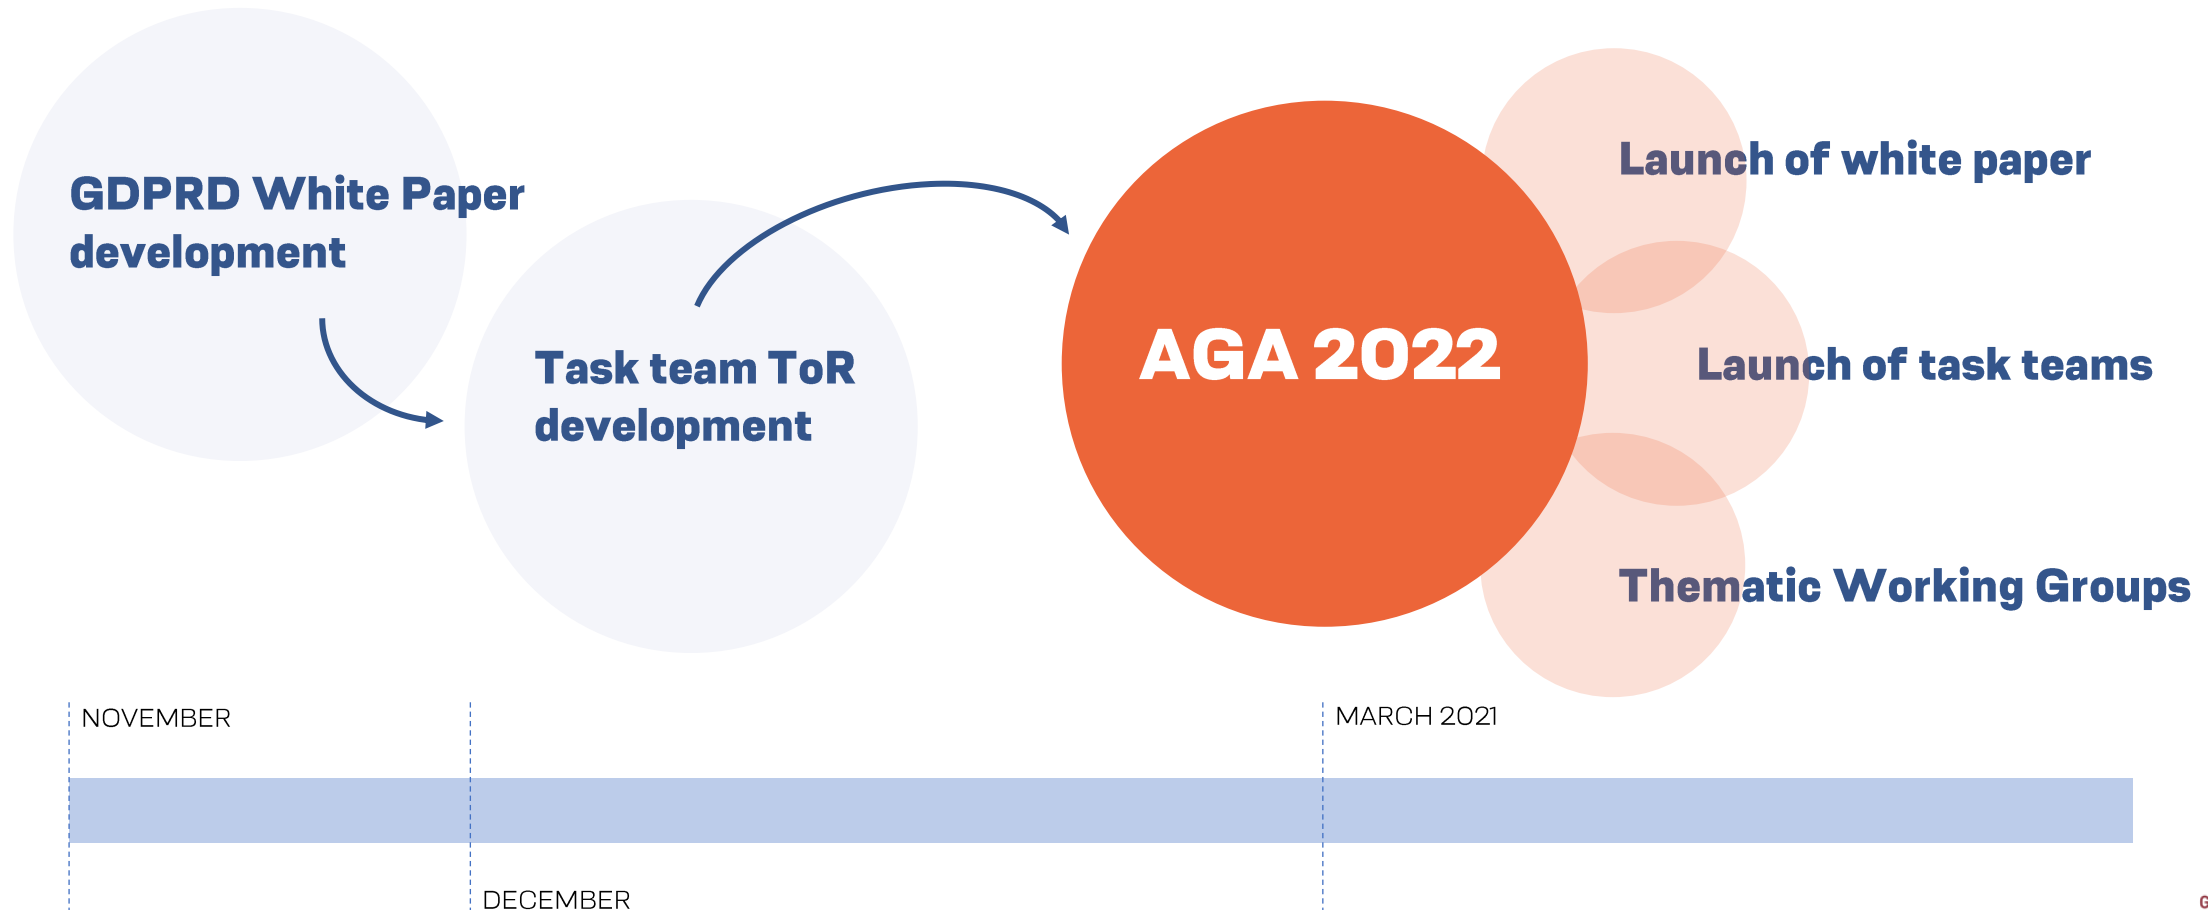 GDPRD White Paper
development
Task team ToR
development
AGA 2022
Launch of white paper
Launch of task teams
Thematic Working Groups
NOVEMBER
MARCH 2021
DECEMBER